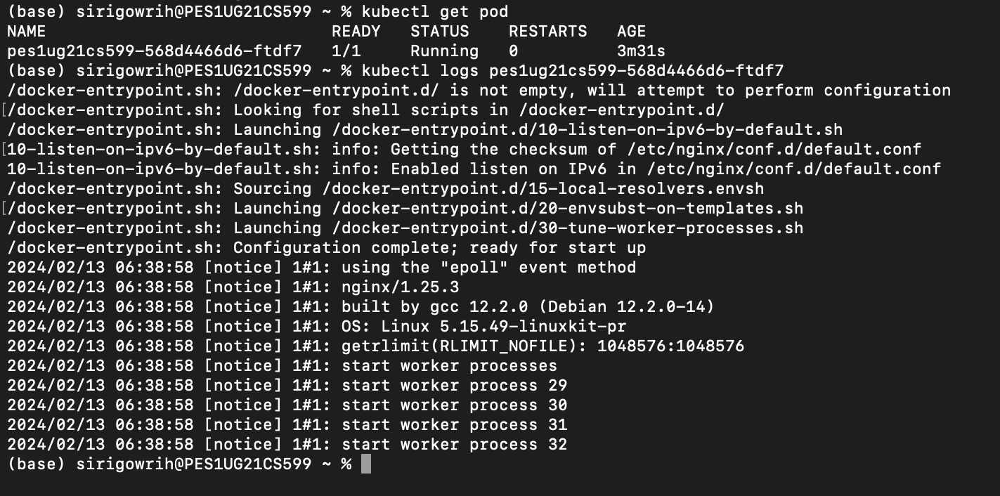 (base) sirigowrih@PES1UG21CS599 ~ % kubectl get pod
NAME                             READY   STATUS    RESTARTS   AGE
pes1ug21cs599-568d4466d6-ftdf7   1/1     Running   0          3m31s
(base) sirigowrih@PES1UG21CS599 ~ % kubectl logs pes1ug21cs599-568d4466d6-ftdf7
/docker-entrypoint.sh: /docker-entrypoint.d/ is not empty, will attempt to perform configuration
[/docker-entrypoint.sh: Looking for shell scripts in /docker-entrypoint.d/
/docker-entrypoint.sh: Launching /docker-entrypoint.d/10-listen-on-ipv6-by-default.sh
[10-listen-on-ipv6-by-default.sh: info: Getting the checksum of /etc/nginx/conf.d/default.conf
10-listen-on-ipv6-by-default.sh: info: Enabled listen on IPv6 in /etc/nginx/conf.d/default.conf
/docker-entrypoint.sh: Sourcing /docker-entrypoint.d/15-local-resolvers.envsh
[/docker-entrypoint.sh: Launching /docker-entrypoint.d/20-envsubst-on-templates.sh
/docker-entrypoint.sh: Launching /docker-entrypoint.d/30-tune-worker-processes.sh
/docker-entrypoint.sh: Configuration complete; ready for start up
2024/02/13 06:38:58 [notice] 1#1: using the "epoll" event method
2024/02/13 06:38:58 [notice] 1#1: nginx/1.25.3
2024/02/13 06:38:58 [notice] 1#1: built by gcc 12.2.0 (Debian 12.2.0-14)
2024/02/13 06:38:58 [notice] 1#1: OS: Linux 5.15.49-linuxkit-pr
2024/02/13 06:38:58 [notice] 1#1: getrlimit(RLIMIT_NOFILE): 1048576:1048576
2024/02/13 06:38:58 [notice] 1#1: start worker processes
2024/02/13 06:38:58 [notice] 1#1: start worker process 29
2024/02/13 06:38:58 [notice] 1#1: start worker process 30
2024/02/13 06:38:58 [notice] 1#1: start worker process 31
2024/02/13 06:38:58 [notice] 1#1: start worker process 32
(base) sirigowrih@PES1UG21CS599 ~ %